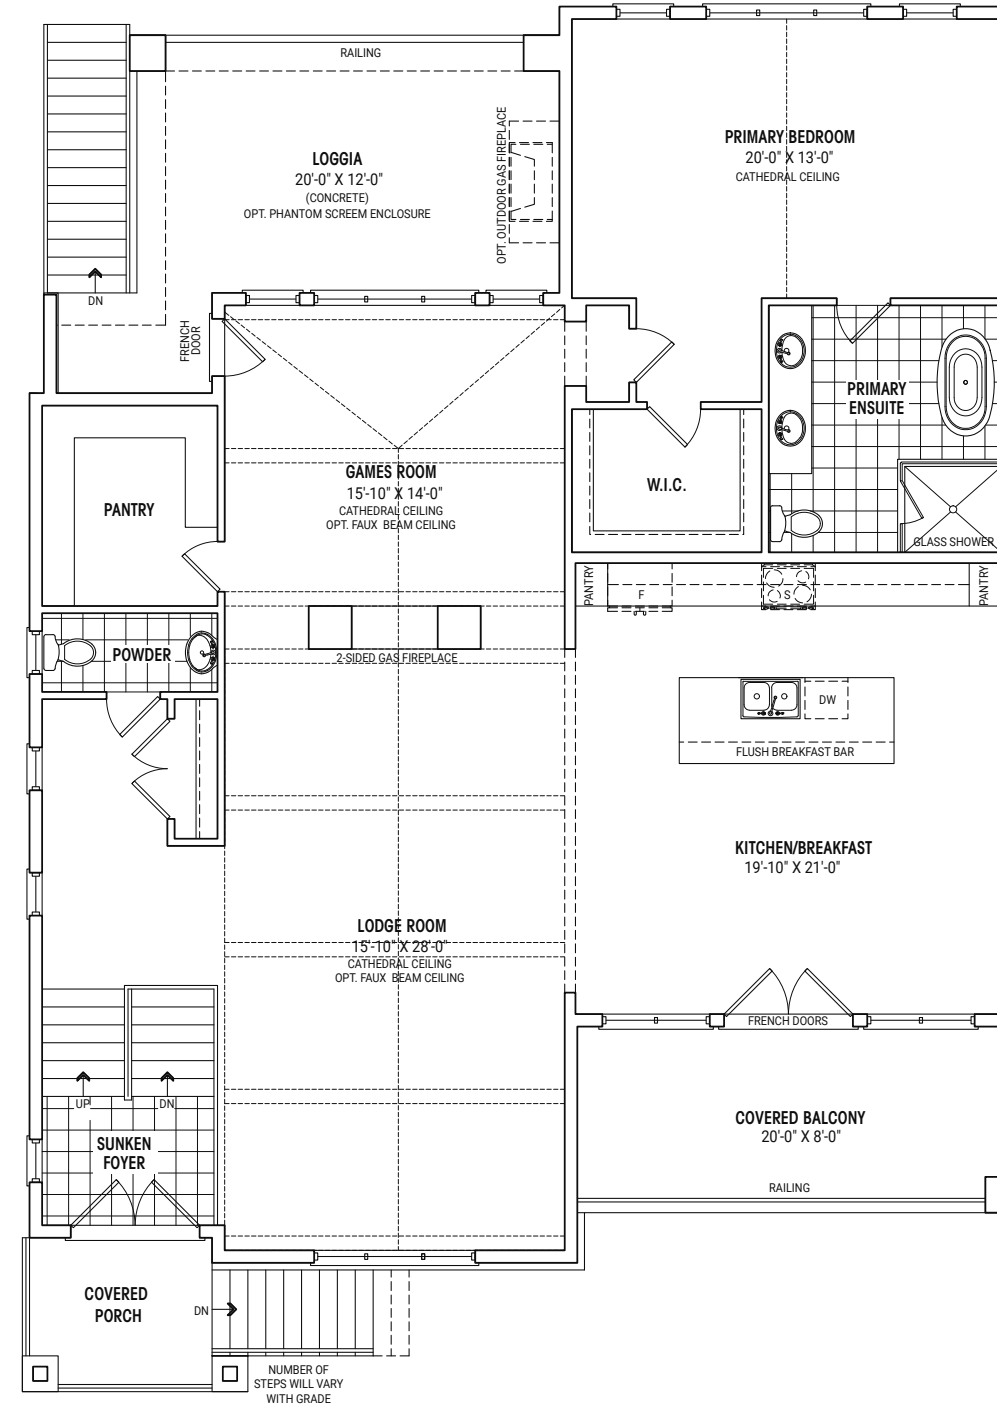 RAILING
OPT. OUTDOOR GAS FIREPLACE
LOGGIA
20'-0" X 12'-0"
(CONCRETE)
OPT. PHANTOM SCREEM ENCLOSURE
PRIMARY BEDROOM
20'-0" X 13'-0"
CATHEDRAL CEILING
DN
FRENCH
DOOR
PRIMARY
ENSUITE
GAMES ROOM
15'-10" X 14'-0"
CATHEDRAL CEILING
OPT. FAUX BEAM CEILING
W.I.C.
PANTRY
GLASS SHOWER
PANTRY
F
S
PANTRY
POWDER
2-SIDED GAS FIREPLACE
DW
FLUSH BREAKFAST BAR
KITCHEN/BREAKFAST
19'-10" X 21'-0"
LODGE ROOM
15'-10" X 28'-0"
CATHEDRAL CEILING
OPT. FAUX BEAM CEILING
FRENCH DOORS
UP
DN
SUNKEN
FOYER
COVERED BALCONY
20'-0" X 8'-0"
RAILING
COVERED
PORCH
DN
NUMBER OF
STEPS WILL VARY
WITH GRADE